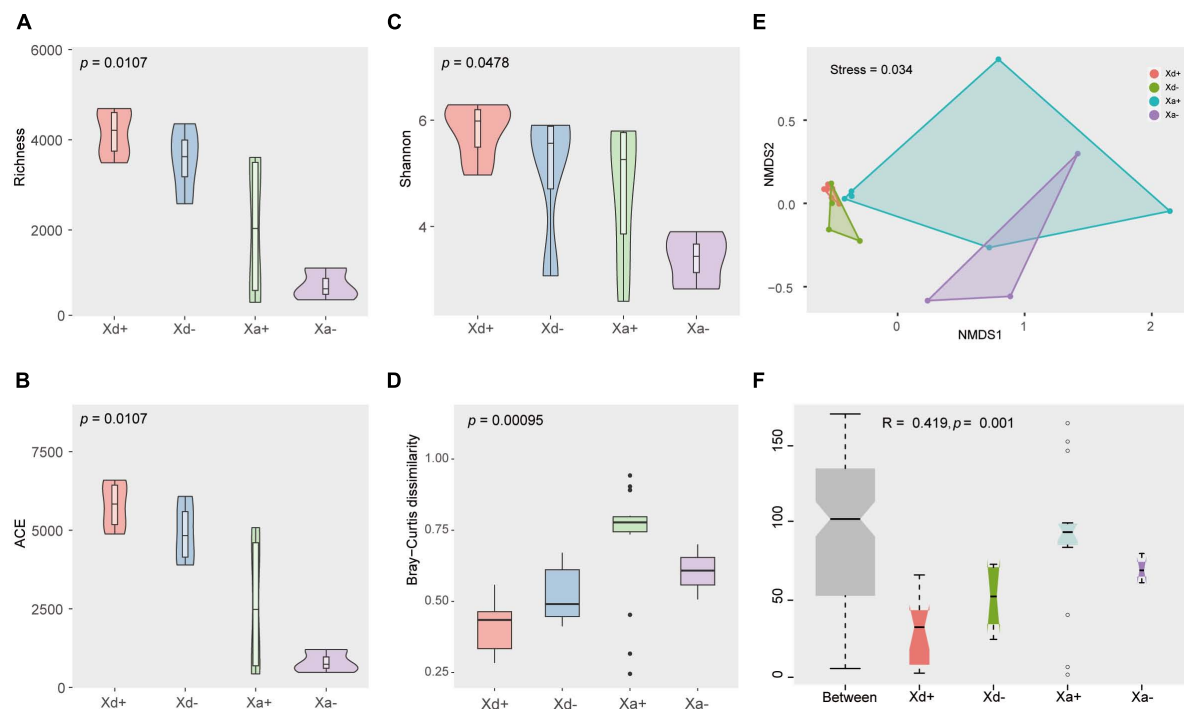 A
p = 0.0107
Richness
6000
4000
2000
0
Xd+ Xd- Xa+ Xa-
C
p = 0.0478
Shannon
6
4
Xd+ Xd- Xa+ Xa-
E
Stress = 0.034
Xd+
Xd-
Xa+
Xa-
NMDS2
0.5
0.0
−0.5
0 1 2
NMDS1
B
p = 0.0107
ACE
7500
5000
2500
0
Xd+ Xd- Xa+ Xa-
D
p = 0.00095
Bray−Curtis dissimilarity
1.00
0.75
0.50
0.25
Xd+ Xd- Xa+ Xa-
F
R = 0.419, p = 0.001
150
100
50
0
Between Xd+ Xd- Xa+ Xa-